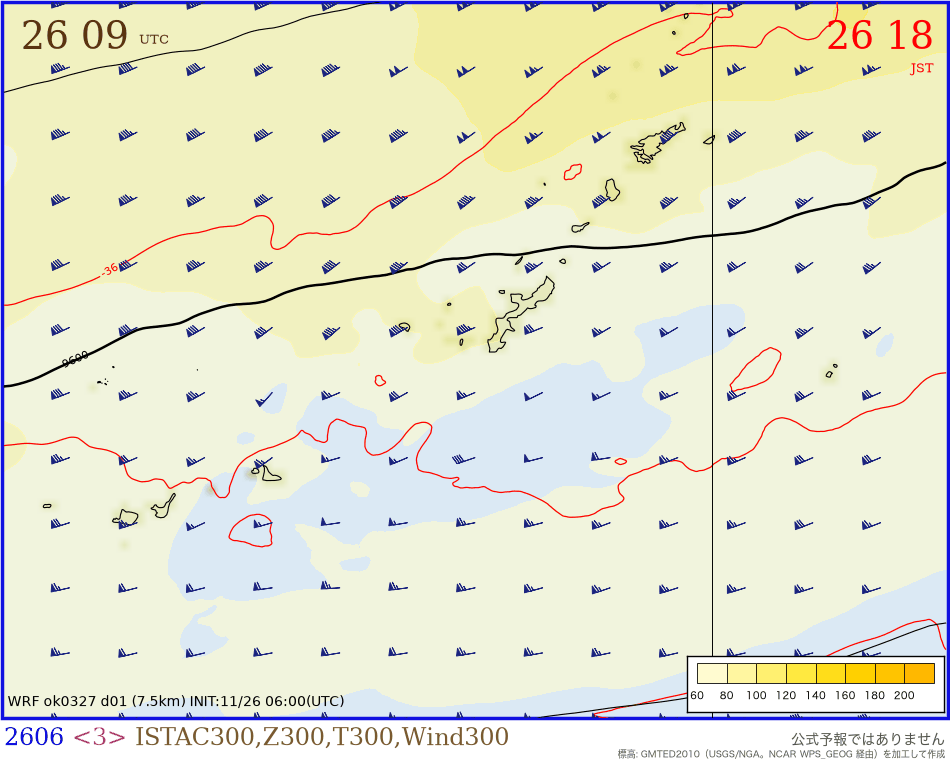 26 09 UTC
26 18
JST
-36
9600
60 80 100 120 140 160 180 200
WRF ok0327 d01 (7.5km) INIT:11/26 06:00(UTC)
2606 <3> ISTAC300,Z300,T300,Wind300
公式予報ではありません
標高: GMTED2010（USGS/NGA。NCAR WPS_GEOG 経由）を加工して作成